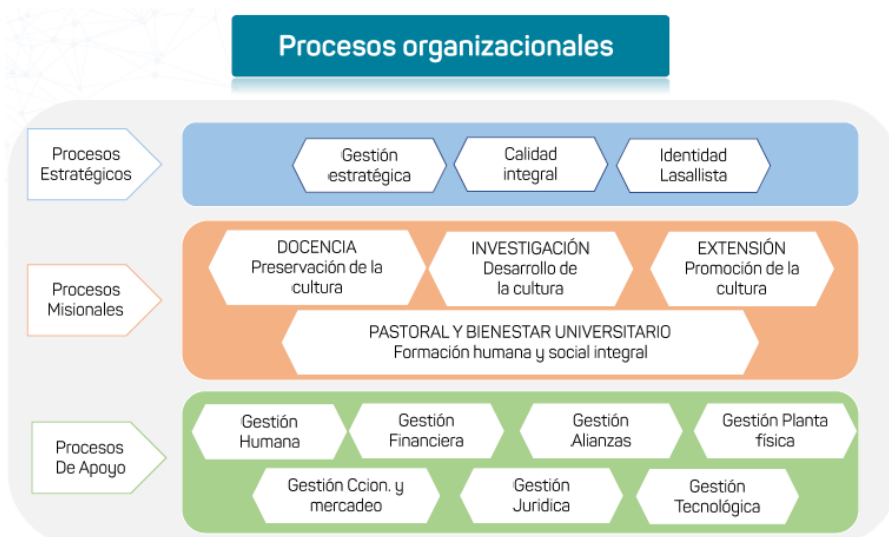 Procesos organizacionales
Procesos
Estratégicos
Gestión
estratégica
Calidad
integral
Identidad
Lasallista
Procesos
Misionales
DOCENCIA
Preservación de la
cultura
INVESTIGACIÓN
Desarrollo de
la cultura
EXTENSIÓN
Promoción de la
cultura
PASTORAL Y BIENESTAR UNIVERSITARIO
Formación humana y social integral
Procesos
De Apoyo
Gestión
Humana
Gestión
Financiera
Gestión
Alianzas
Gestión Planta
física
Gestión Ccion. y
mercadeo
Gestión
Juridica
Gestión
Tecnológica